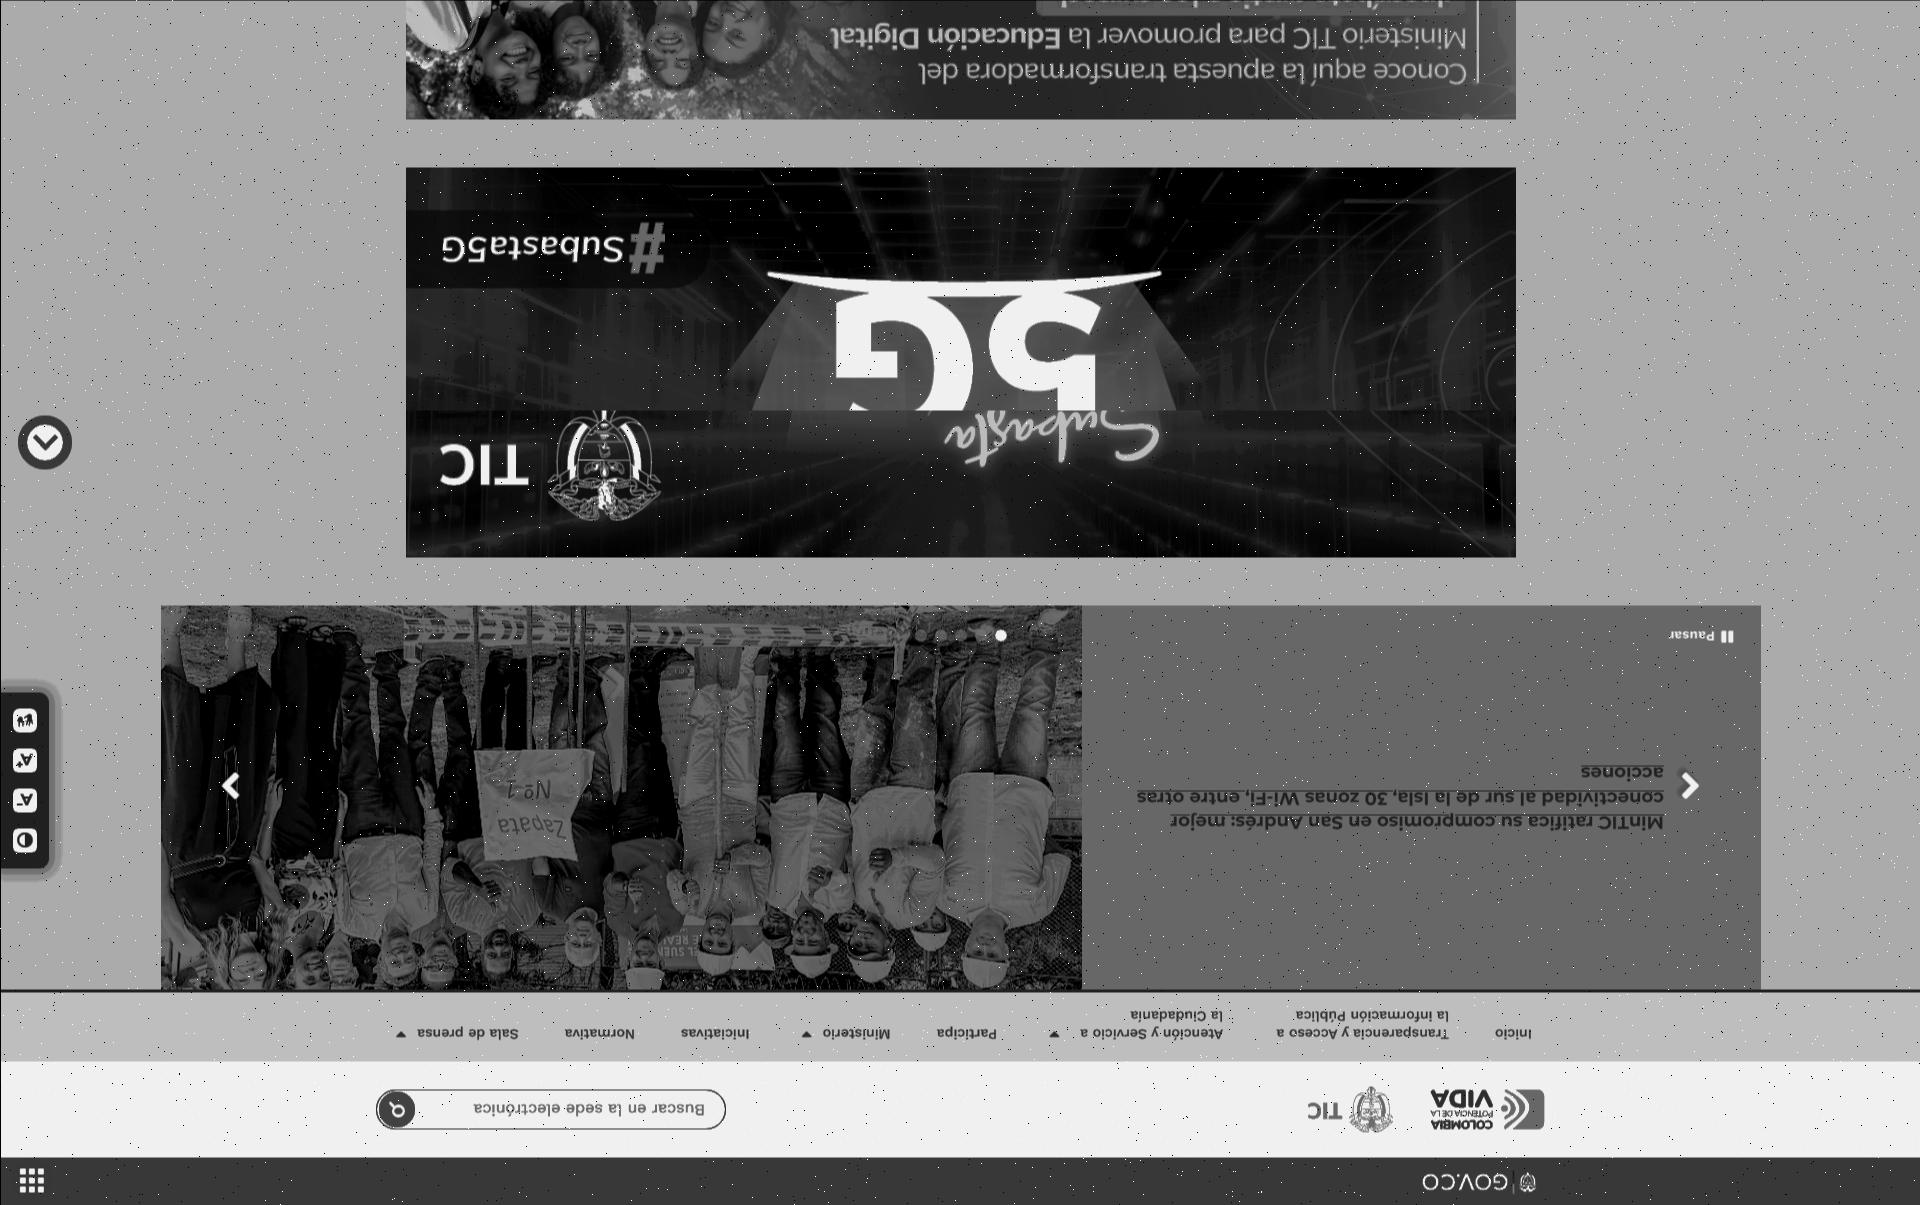 GOV.CO
COLOMBIA
POTENCIA DE LA
VIDA
TIC
Buscar en la sede electrónica
Inicio
Transparencia y Acceso a
la información Pública
Atención y Servicio a
la Ciudadanía
Participa
Ministerio
Iniciativas
Normativa
Sala de prensa
MinTIC ratifica su compromiso en San Andrés: mejor
conectividad al sur de la Isla, 30 zonas Wi-Fi, entre otras
acciones
Pausar
EL SUEÑ
E REAL
Zapata
Nº 1
Subasta
5G
TIC
#Subasta5G
Conoce aquí la apuesta transformadora del
Ministerio TIC para promover la Educación Digital